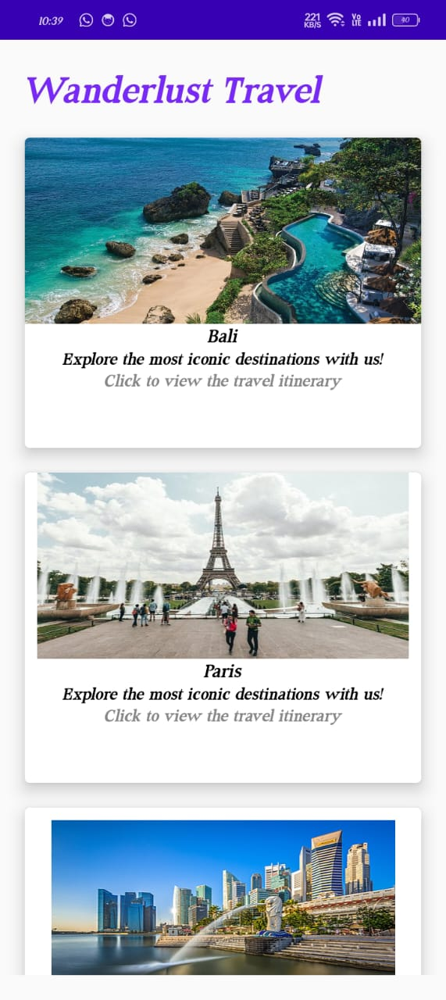 10:39
221
KB/S
Vo
LTE
40
Wanderlust Travel
Bali
Explore the most iconic destinations with us!
Click to view the travel itinerary
Paris
Explore the most iconic destinations with us!
Click to view the travel itinerary